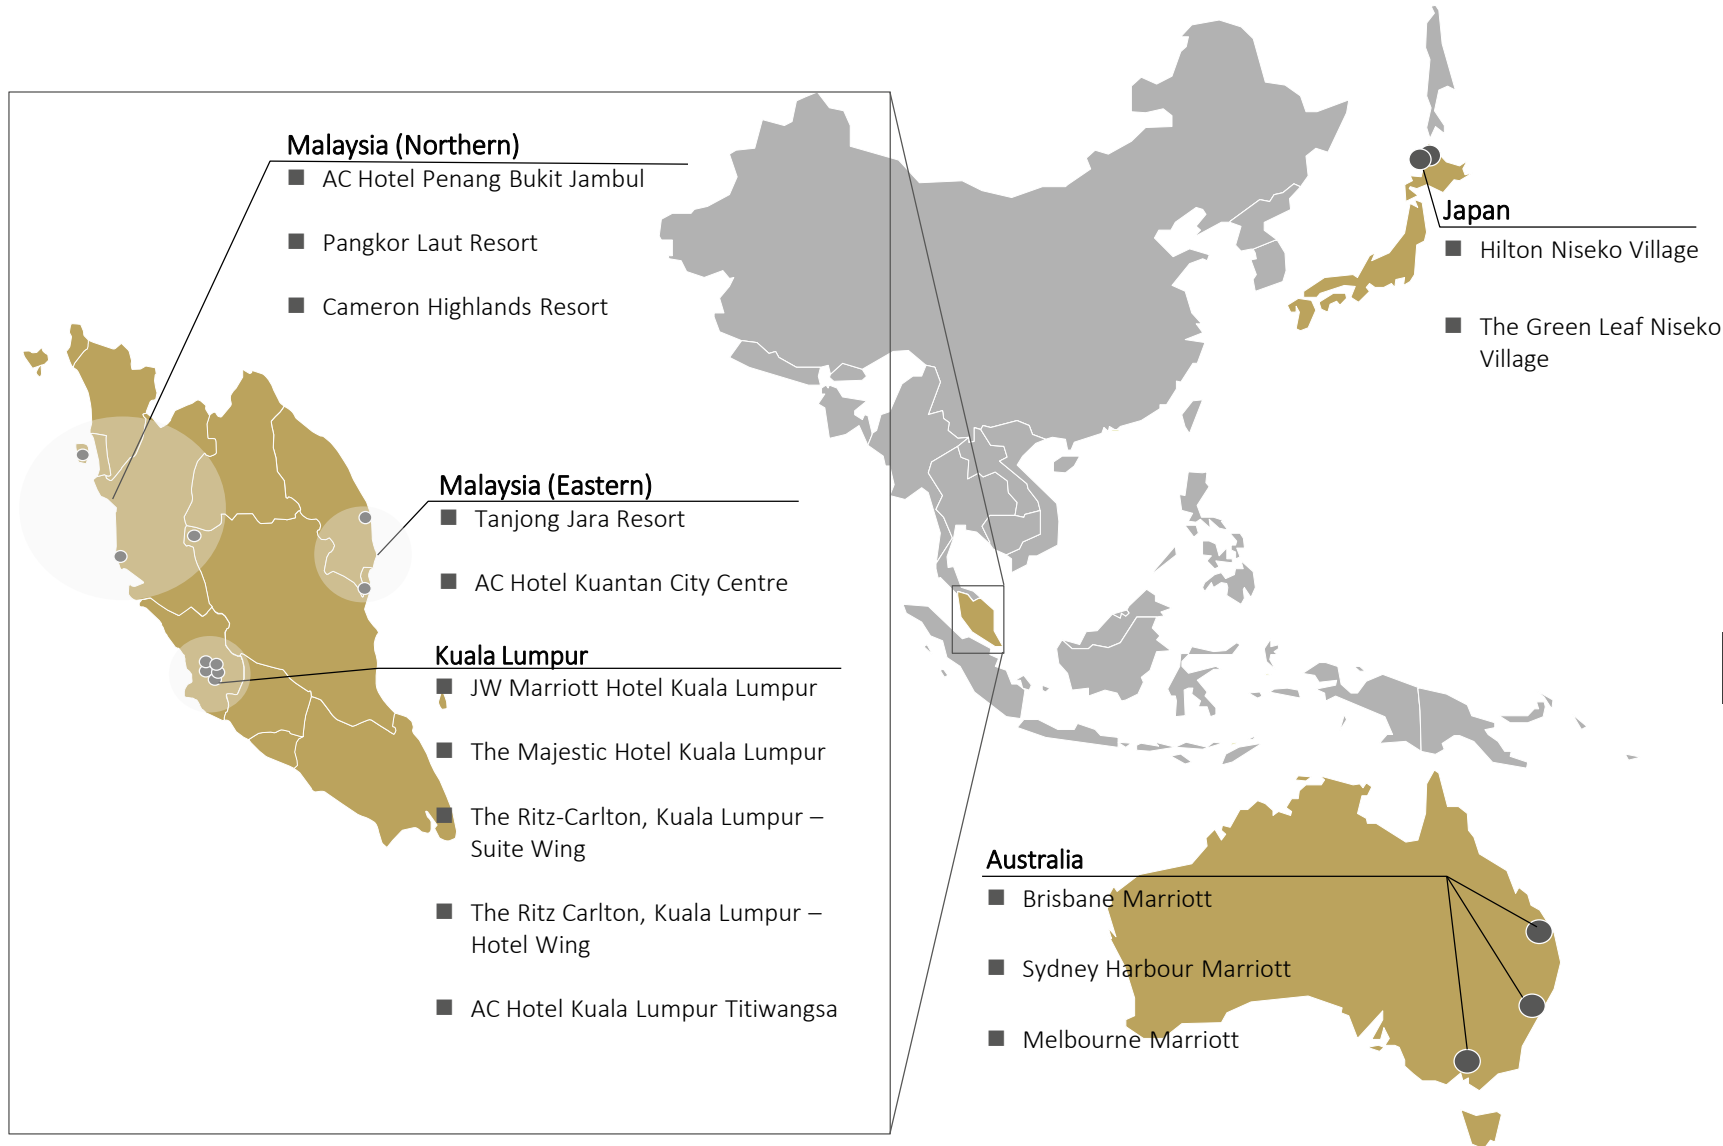 Malaysia (Northern)
AC Hotel Penang Bukit Jambul
Pangkor Laut Resort
Cameron Highlands Resort
Malaysia (Eastern)
Tanjong Jara Resort
AC Hotel Kuantan City Centre
Kuala Lumpur
JW Marriott Hotel Kuala Lumpur
The Majestic Hotel Kuala Lumpur
The Ritz-Carlton, Kuala Lumpur –
Suite Wing
The Ritz Carlton, Kuala Lumpur –
Hotel Wing
AC Hotel Kuala Lumpur Titiwangsa
Japan
Hilton Niseko Village
The Green Leaf Niseko
Village
Australia
Brisbane Marriott
Sydney Harbour Marriott
Melbourne Marriott